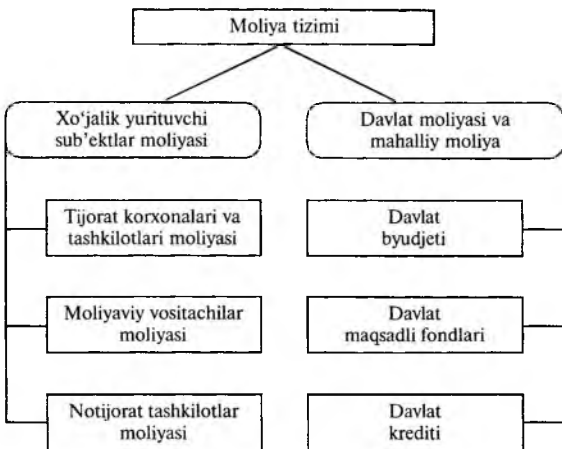 Moliya tizimi
Xo‘jalik yurituvchi
sub’ektlar moliyasi
Davlat moliyasi va
mahalliy moliya
Tijorat korxonalari va
tashkilotlari moliyasi
Davlat
byudjeti
Moliyaviy vositachilar
moliyasi
Davlat
maqsadli fondlari
Notijorat tashkilotlar
moliyasi
Davlat
krediti